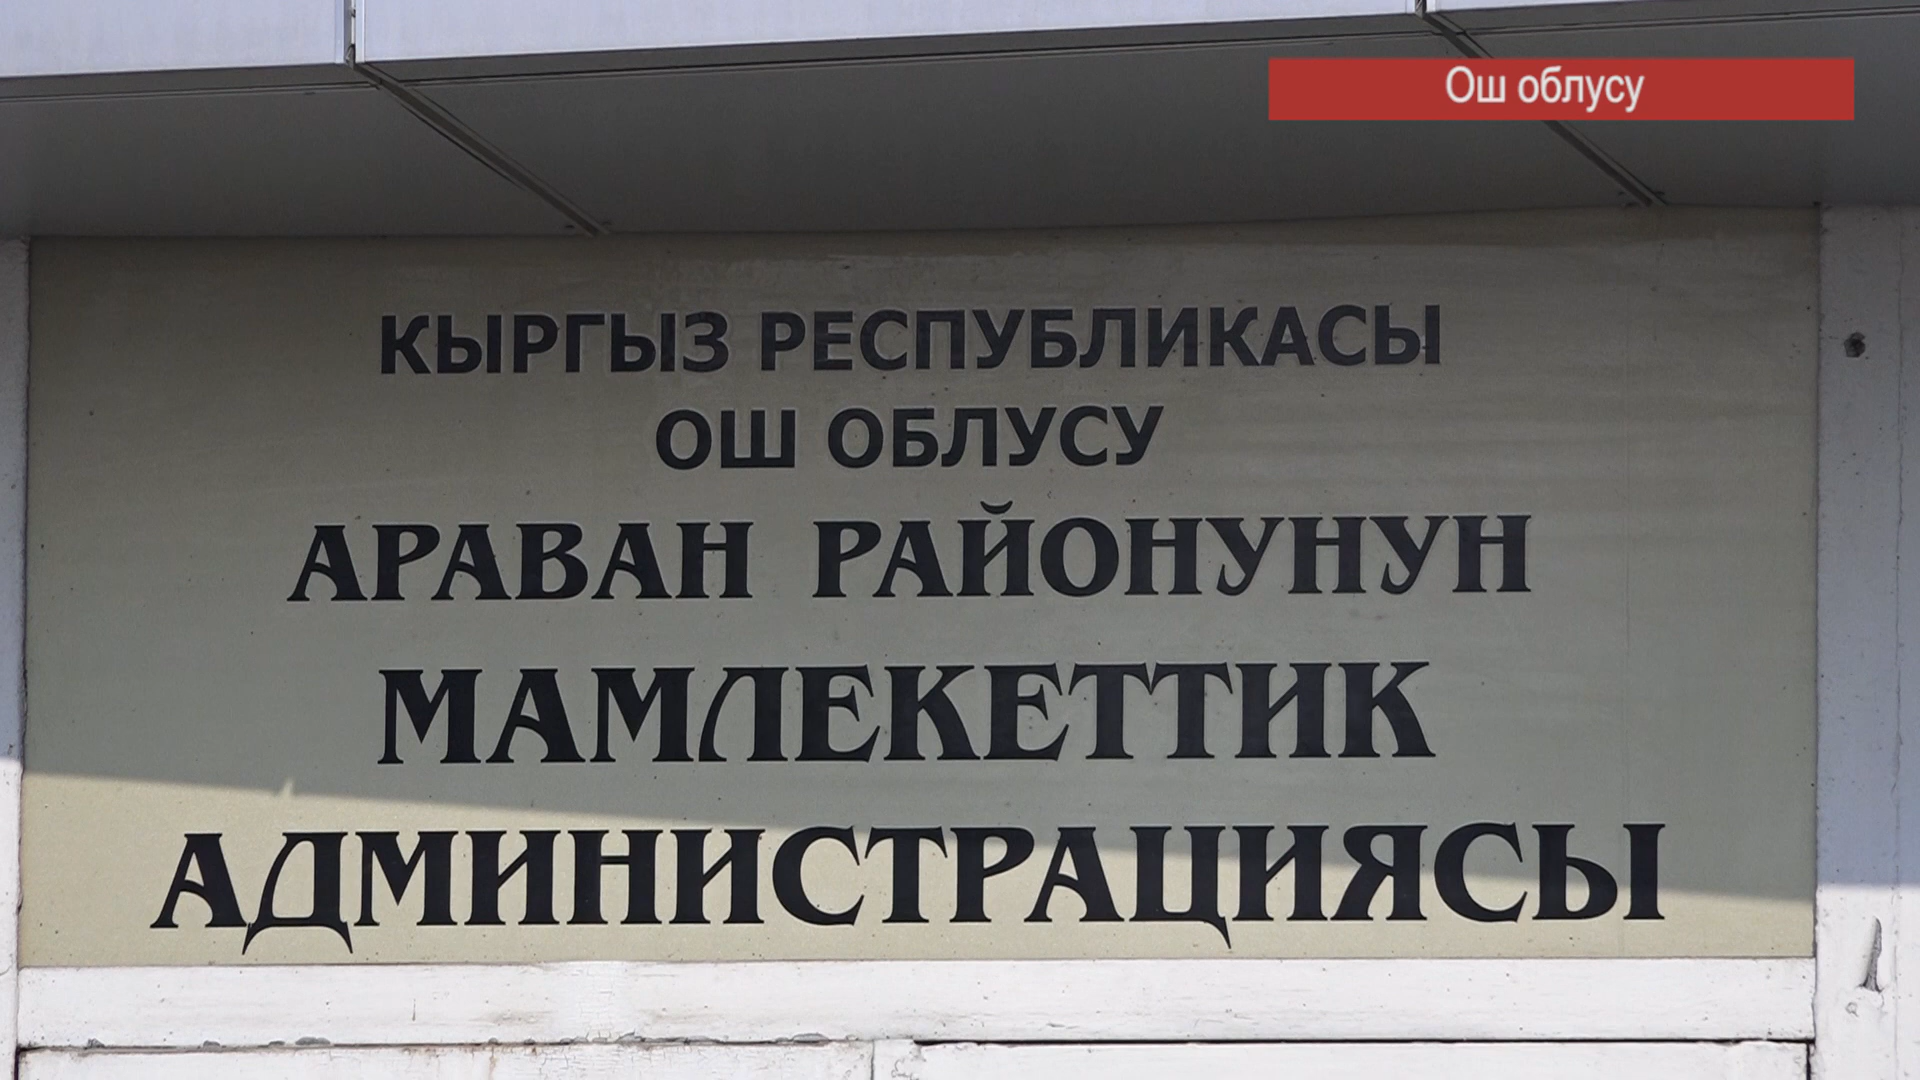 Ош облусу
КЫРГЫЗ РЕСПУБЛИКАСЫ
ОШ ОБЛУСУ
АРАВАН РАЙОНУНУН
МАМЛЕКЕТТИК
АДМИНИСТРАЦИЯСЫ